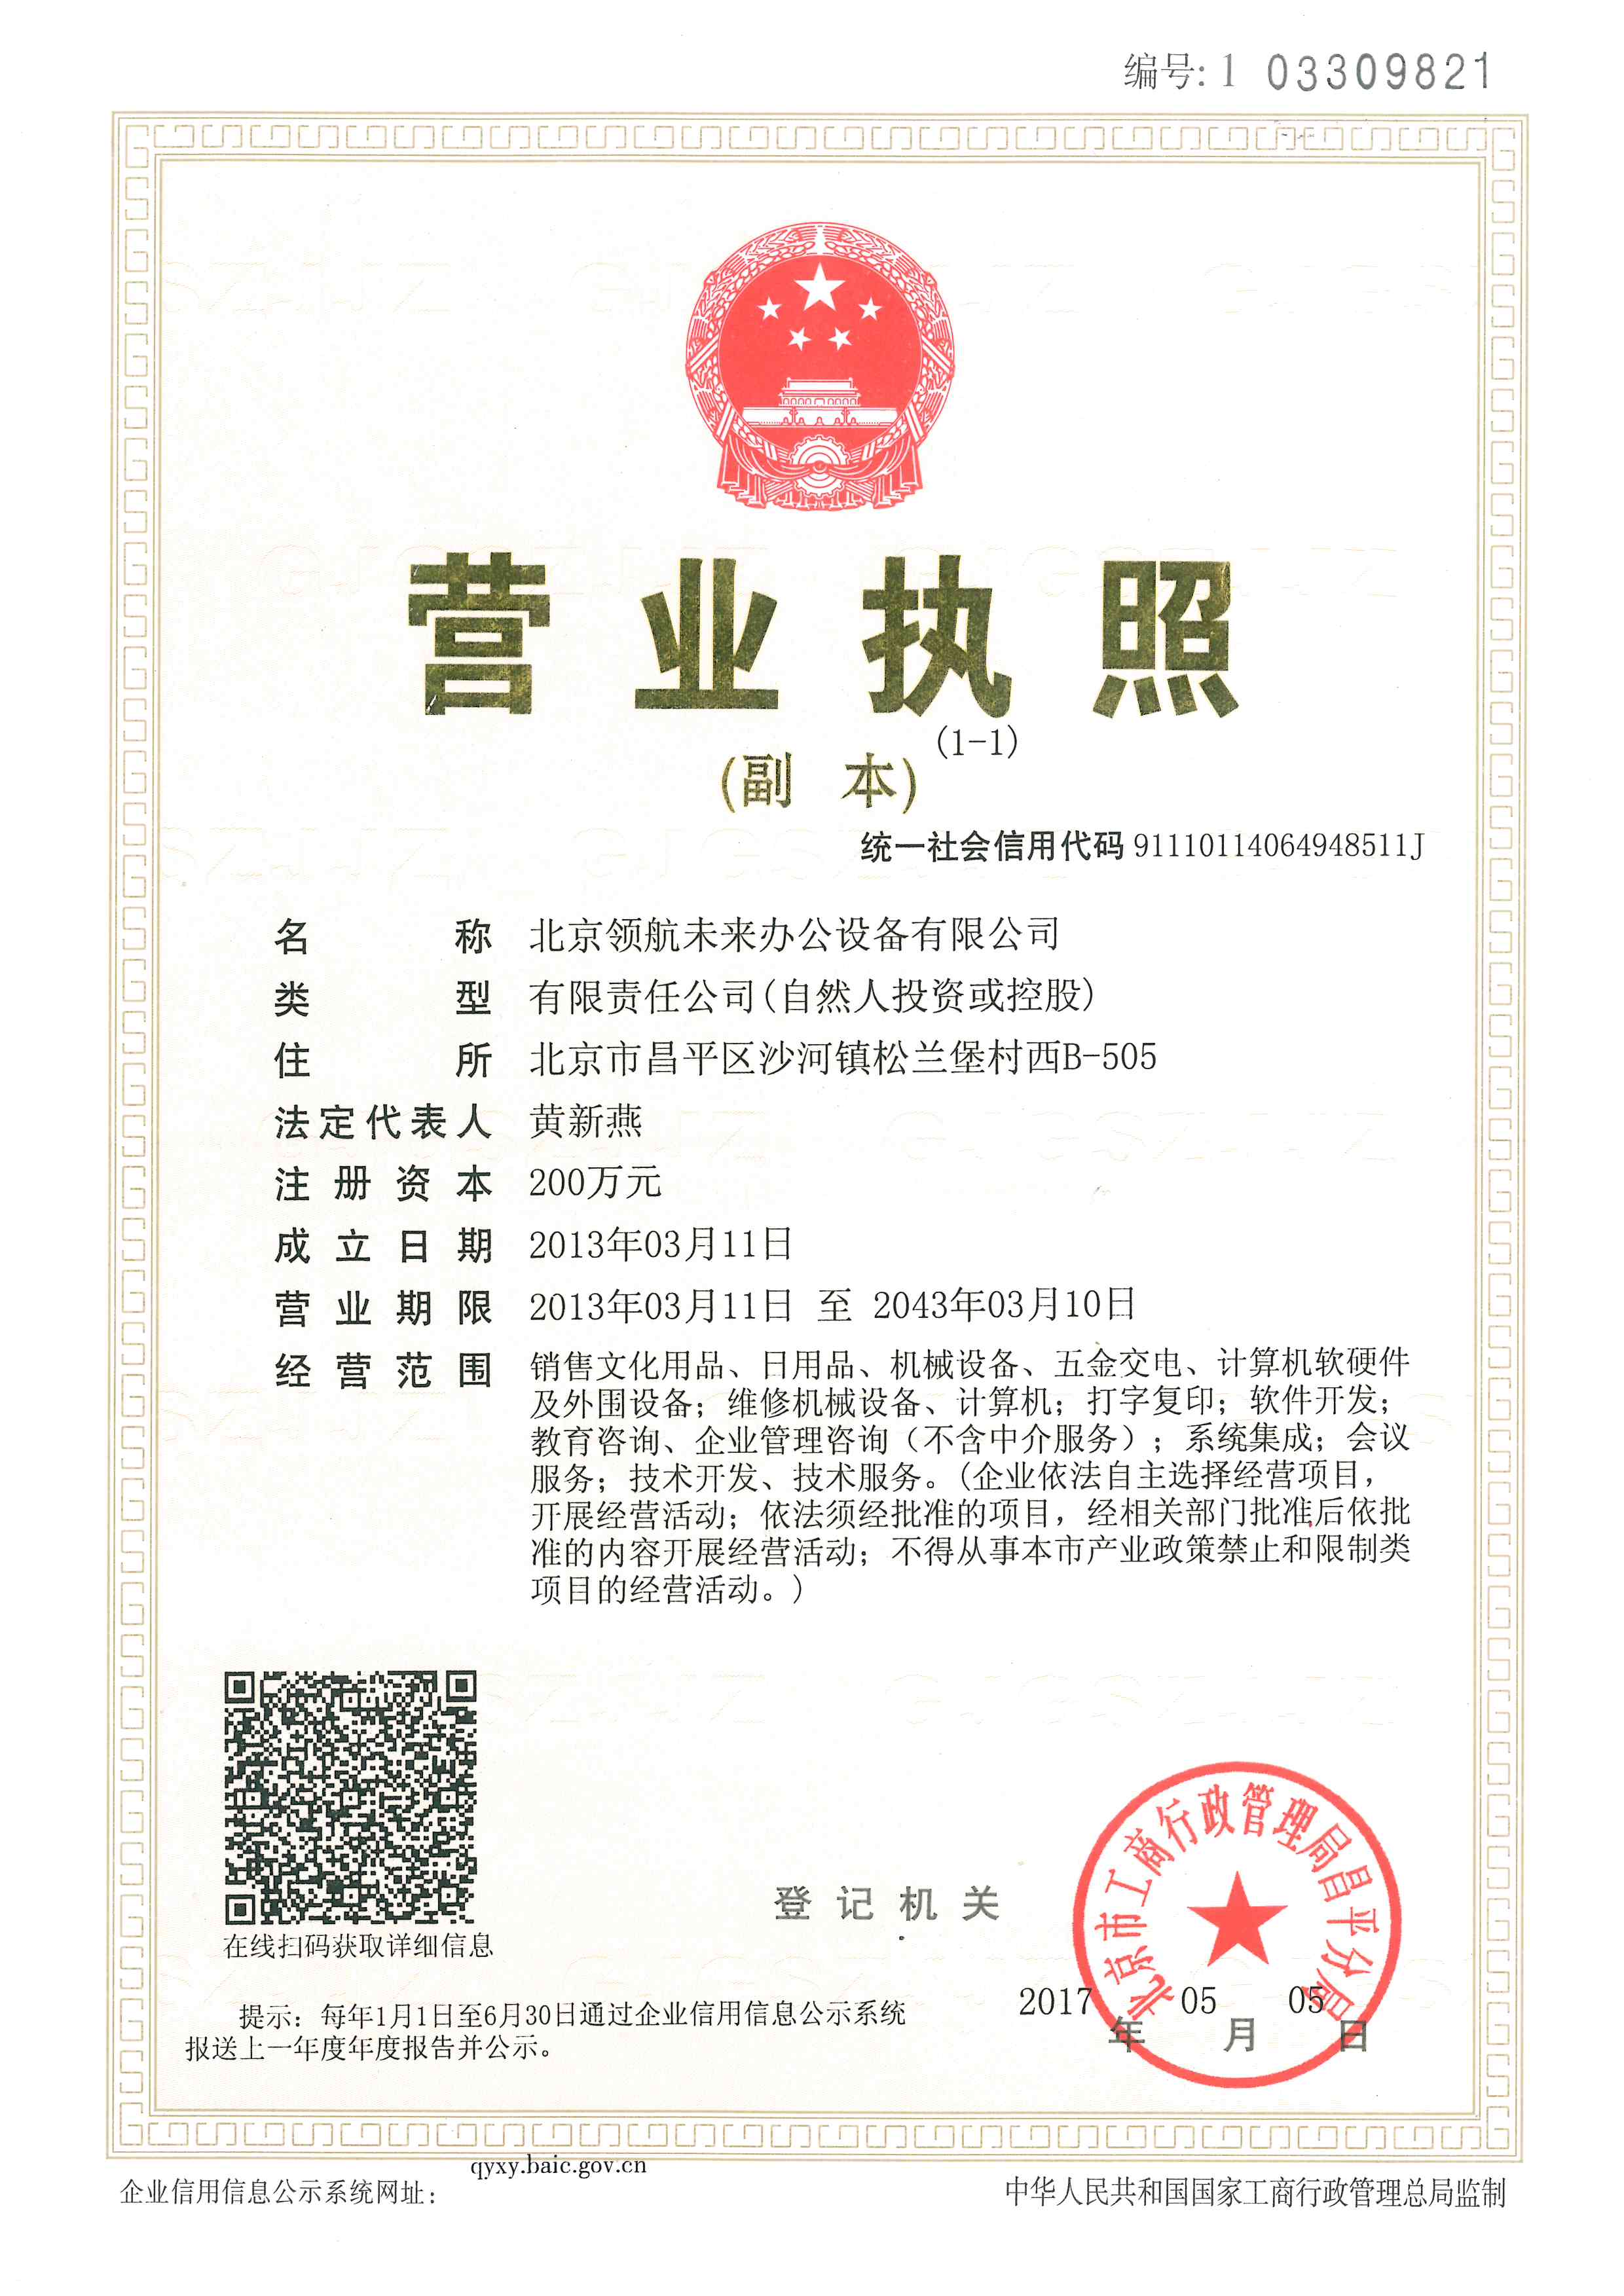 编号: 1 03309821
营业执照
(副 本)
(1-1)
统一社会信用代码 91110114064948511J
名 称 北京领航未来办公设备有限公司
类 型 有限责任公司(自然人投资或控股)
住 所 北京市昌平区沙河镇松兰堡村西B-505
法定代表人 黄新燕
注册资本 200万元
成立日期 2013年03月11日
营业期限 2013年03月11日 至 2043年03月10日
经营范围 销售文化用品、日用品、机械设备、五金交电、计算机软硬件
及外围设备；维修机械设备、计算机；打字复印；软件开发；
教育咨询、企业管理咨询（不含中介服务）；系统集成；会议
服务；技术开发、技术服务。(企业依法自主选择经营项目，
开展经营活动；依法须经批准的项目，经相关部门批准后依批
准的内容开展经营活动；不得从事本市产业政策禁止和限制类
项目的经营活动。)
在线扫码获取详细信息
登记机关
北京市工商行政管理局昌平分局
2017年05月05日
提示：每年1月1日至6月30日通过企业信用信息公示系统
报送上一年度年度报告并公示。
企业信用信息公示系统网址： qyxy.baic.gov.cn
中华人民共和国国家工商行政管理总局监制